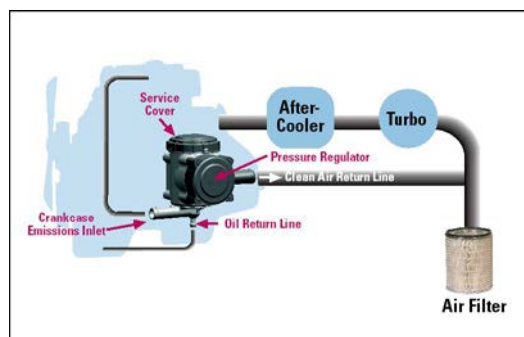 Service
Cover
After-
Cooler
Turbo
Pressure Regulator
Clean Air Return Line
Crankcase
Emissions Inlet
Oil Return Line
Air Filter